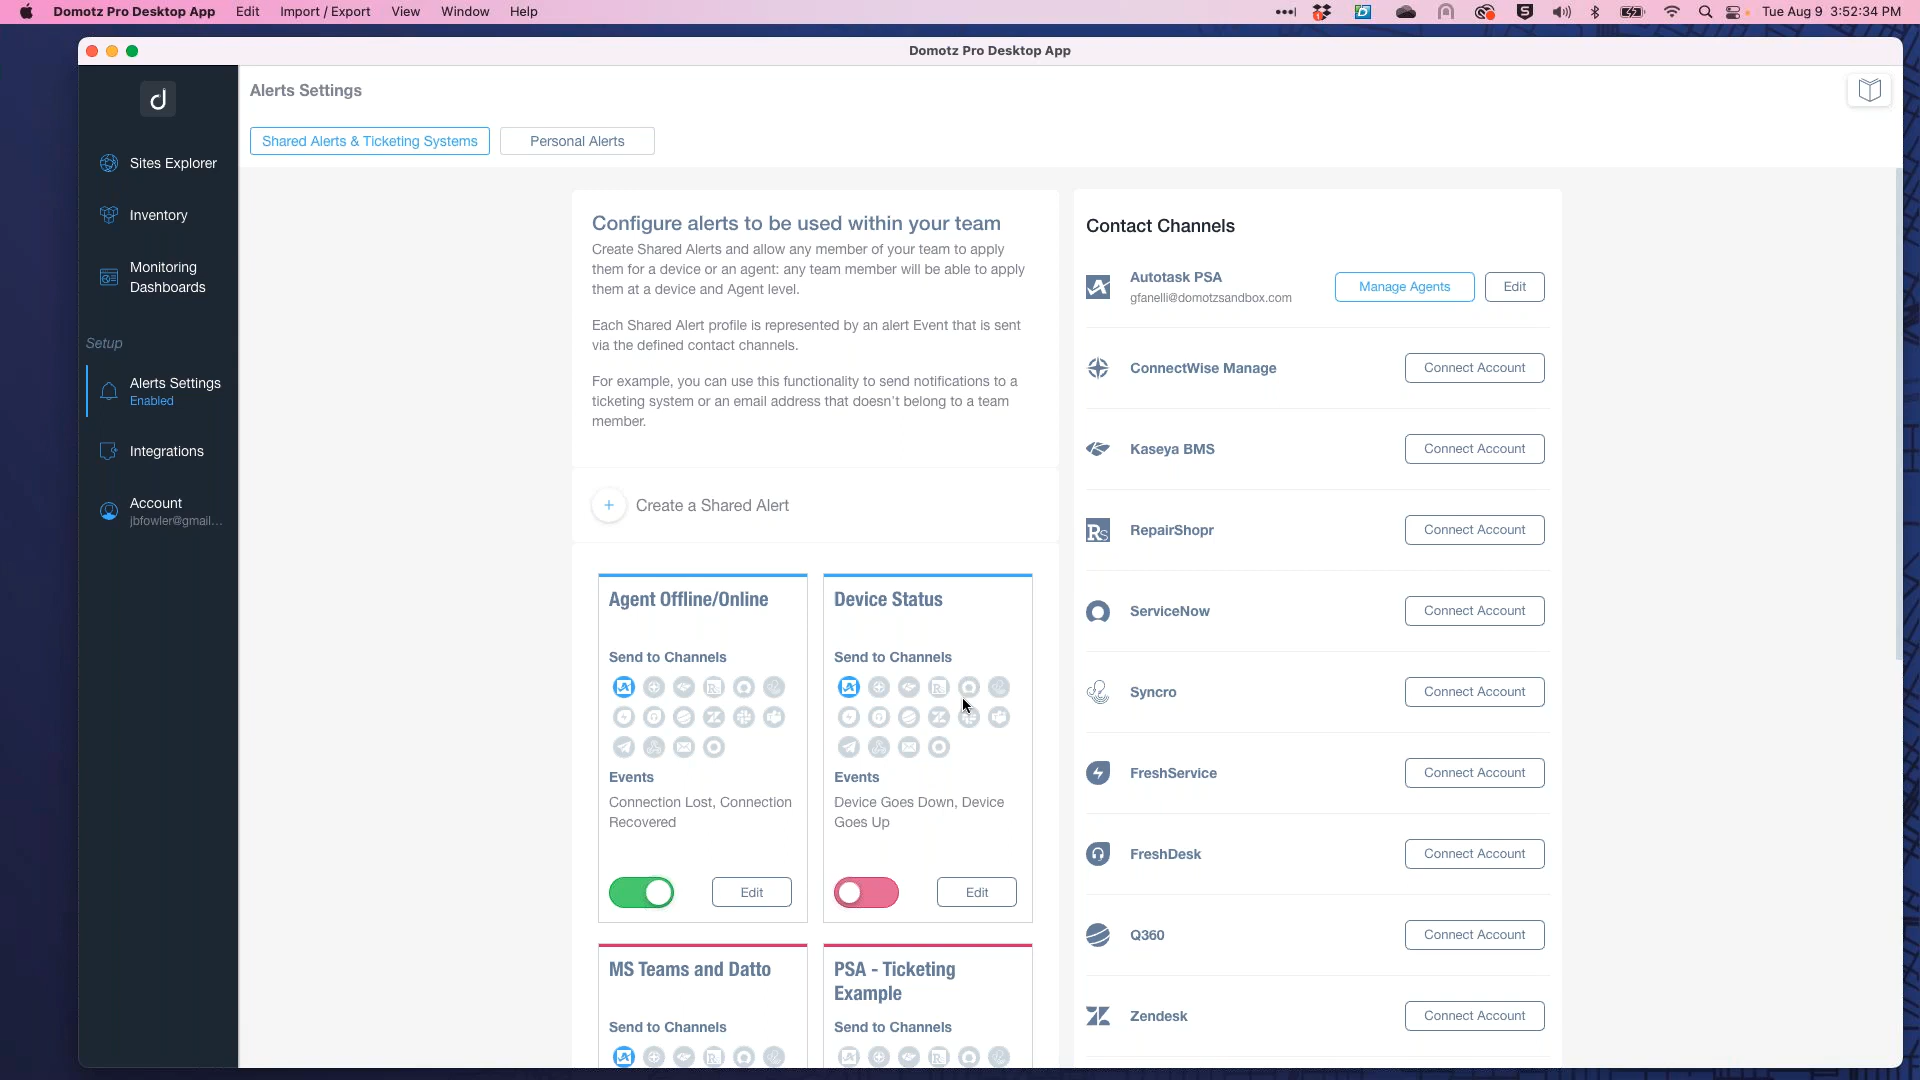 Domotz Pro Desktop App Edit Import / Export View Window Help Tue Aug 9 3:52:34 PM
Domotz Pro Desktop App
Alerts Settings
Shared Alerts & Ticketing Systems Personal Alerts
Sites Explorer
Inventory
Monitoring
Dashboards
Setup
Alerts Settings
Enabled
Integrations
Account
jbfowler@gmail...
Configure alerts to be used within your team
Create Shared Alerts and allow any member of your team to apply
them for a device or an agent: any team member will be able to apply
them at a device and Agent level.
Each Shared Alert profile is represented by an alert Event that is sent
via the defined contact channels.
For example, you can use this functionality to send notifications to a
ticketing system or an email address that doesn't belong to a team
member.
+ Create a Shared Alert
Agent Offline/Online
Send to Channels
Events
Connection Lost, Connection
Recovered
Edit
Device Status
Send to Channels
Events
Device Goes Down, Device
Goes Up
Edit
MS Teams and Datto
Send to Channels
PSA - Ticketing
Example
Send to Channels
Contact Channels
Autotask PSA
gfanelli@domotzsandbox.com
Manage Agents Edit
ConnectWise Manage Connect Account
Kaseya BMS Connect Account
RepairShopr Connect Account
ServiceNow Connect Account
Syncro Connect Account
FreshService Connect Account
FreshDesk Connect Account
Q360 Connect Account
Zendesk Connect Account